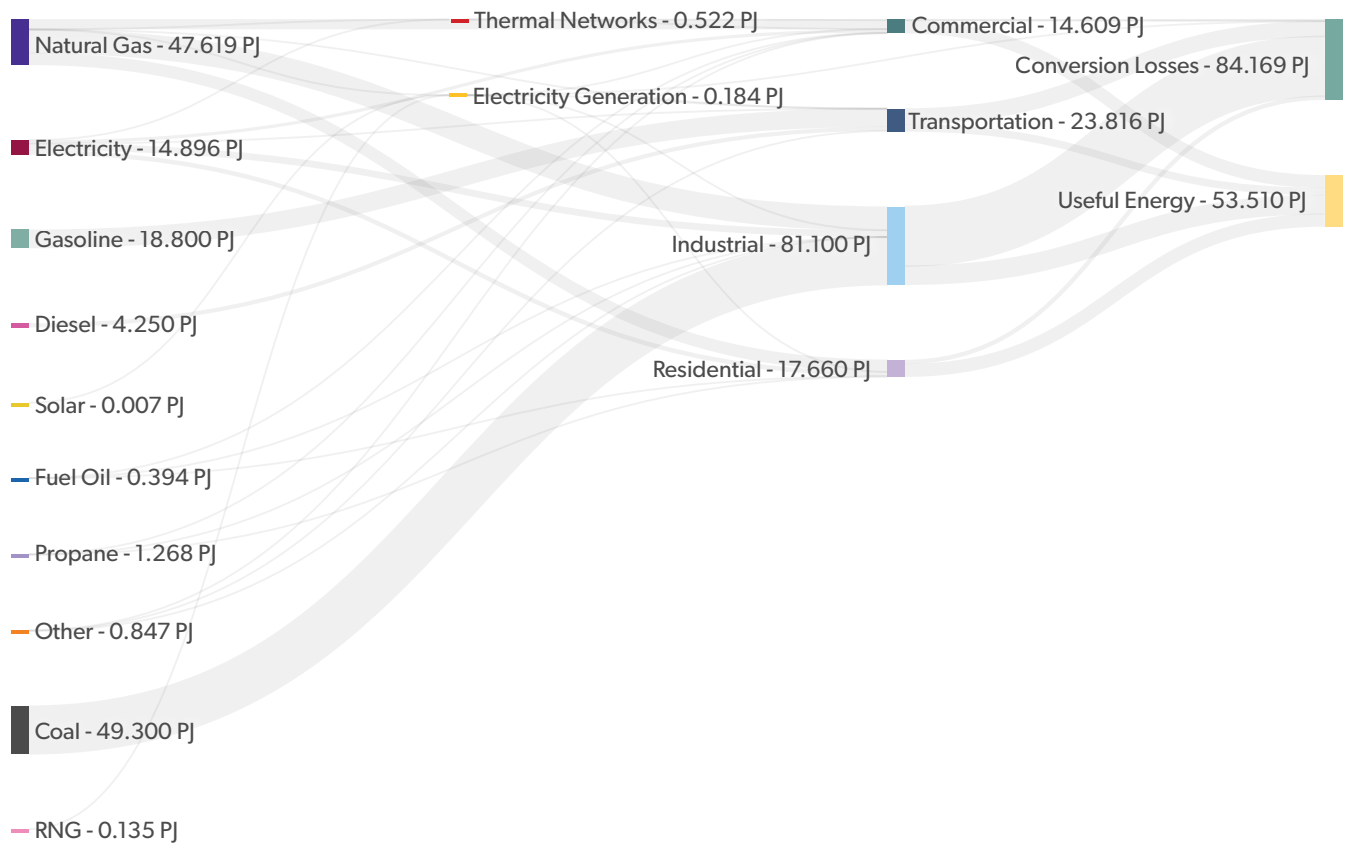 Natural Gas - 47.619 PJ
Electricity - 14.896 PJ
Gasoline - 18.800 PJ
Diesel - 4.250 PJ
Solar - 0.007 PJ
Fuel Oil - 0.394 PJ
Propane - 1.268 PJ
Other - 0.847 PJ
Coal - 49.300 PJ
RNG - 0.135 PJ
Thermal Networks - 0.522 PJ
Electricity Generation - 0.184 PJ
Commercial - 14.609 PJ
Transportation - 23.816 PJ
Industrial - 81.100 PJ
Residential - 17.660 PJ
Conversion Losses - 84.169 PJ
Useful Energy - 53.510 PJ